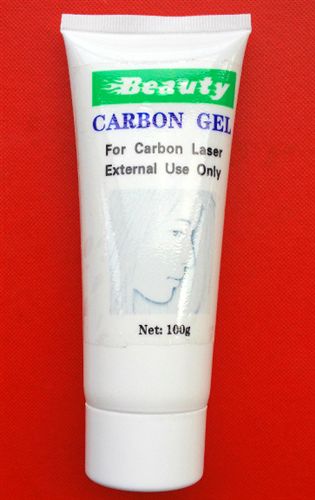 Beauty
CARBON GEL
For Carbon Laser
External Use Only
Net: 100g